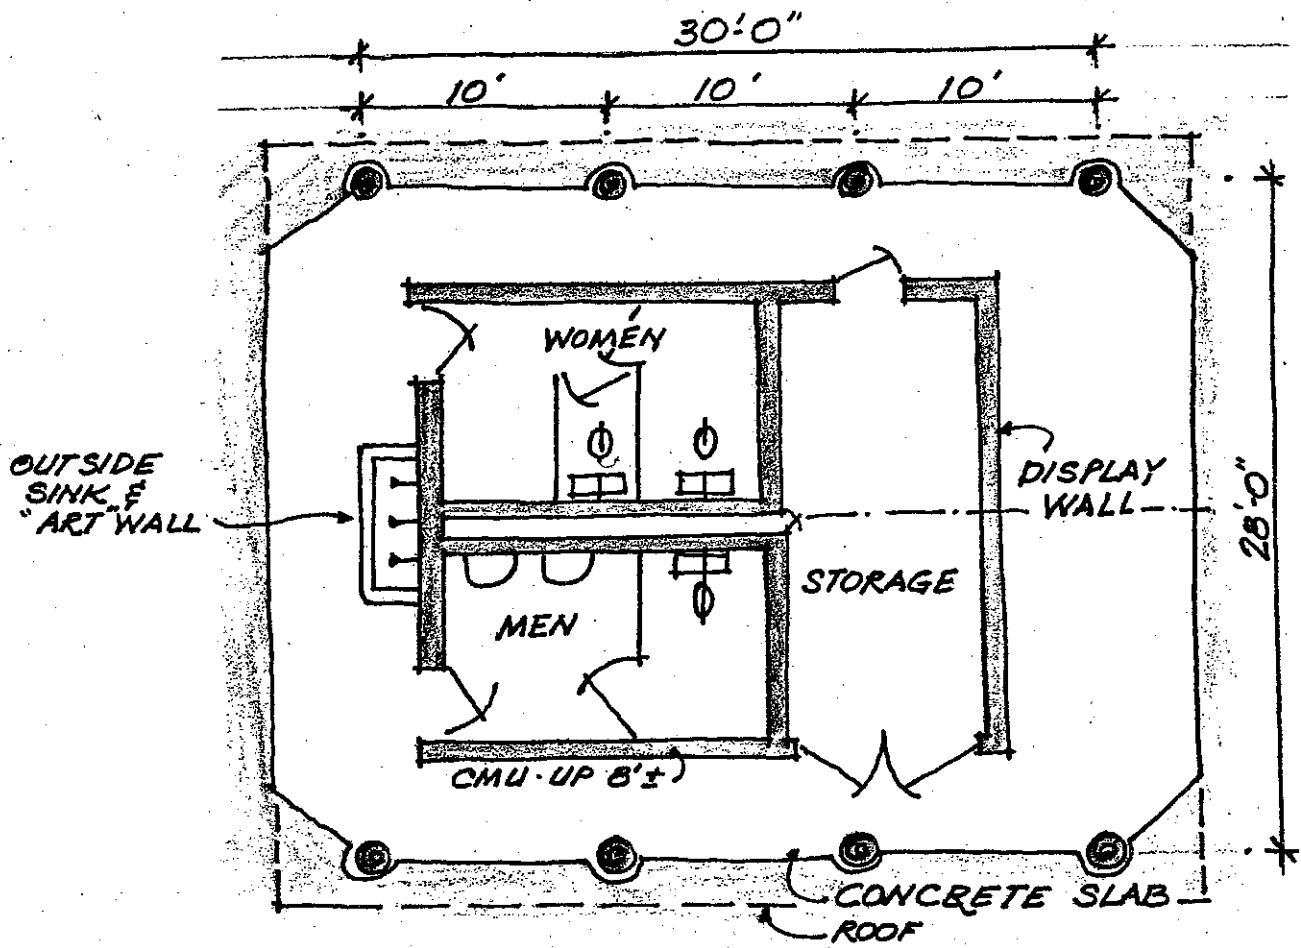 30'-0"
10' 10' 10'
WOMEN
OUTSIDE
SINK &
"ART" WALL
DISPLAY
WALL
28'-0"
STORAGE
MEN
CMU-UP 8'±
CONCRETE SLAB
ROOF